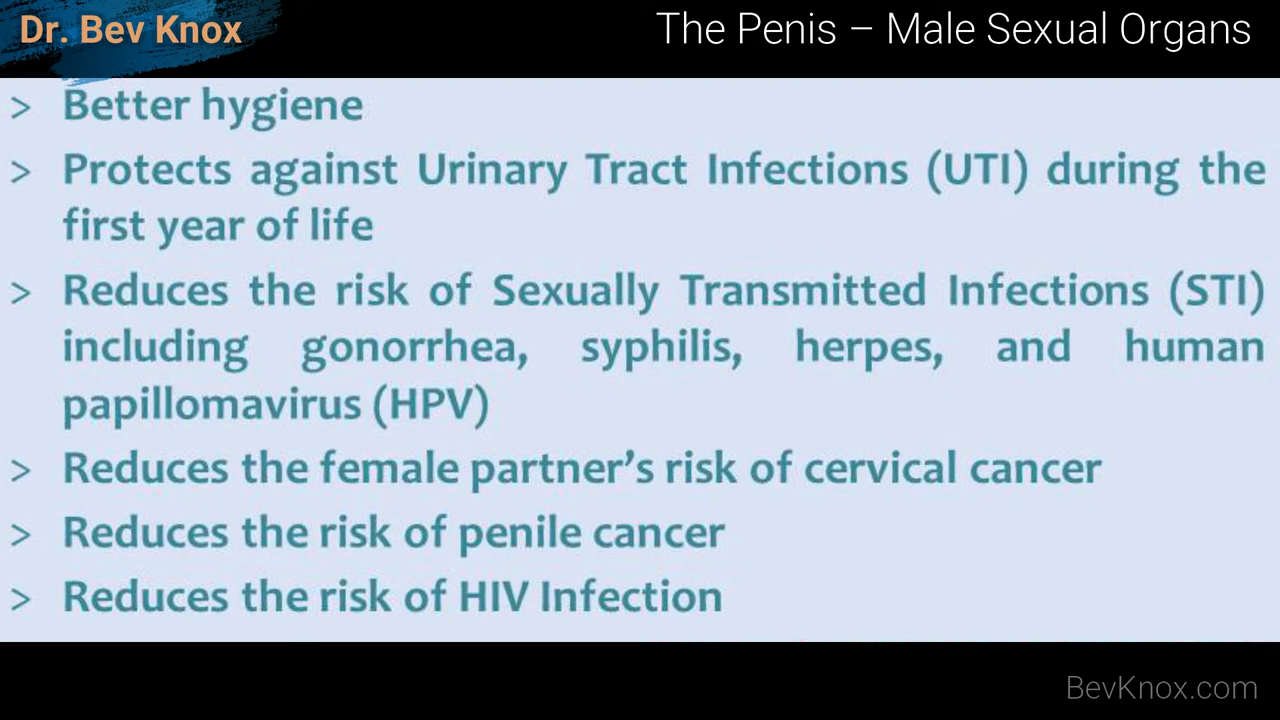 Dr. Bev Knox
The Penis – Male Sexual Organs
> Better hygiene
> Protects against Urinary Tract Infections (UTI) during the
first year of life
> Reduces the risk of Sexually Transmitted Infections (STI)
including gonorrhea, syphilis, herpes, and human
papillomavirus (HPV)
> Reduces the female partner’s risk of cervical cancer
> Reduces the risk of penile cancer
> Reduces the risk of HIV Infection
BevKnox.com